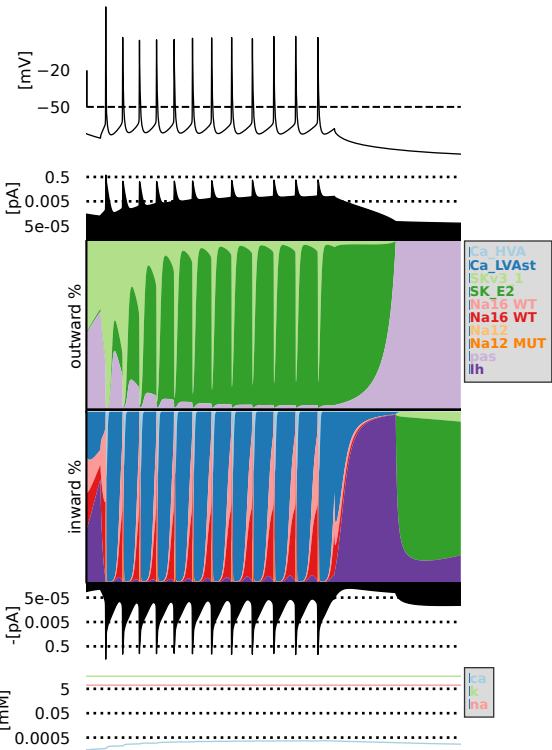 [mV]
−20
−50
[pA]
0.5
0.005
5e-05
outward %
Ca_HVA
Ca_LVAst
SKv3_1
SK_E2
Na16 WT
Na16 WT
Na12
Na12 MUT
pas
Ih
inward %
-[pA]
5e-05
0.005
0.5
[mM]
5
0.05
0.0005
ca
k
na